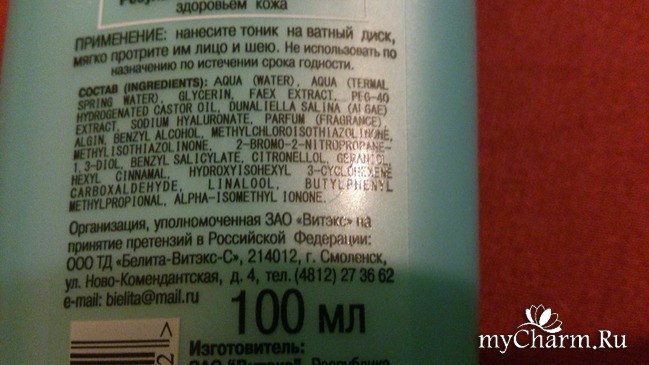 здоровьем кожа
ПРИМЕНЕНИЕ: нанесите тоник на ватный диск,
мягко протрите им лицо и шею. Не использовать по
назначению по истечении срока годности.
СОСТАВ (INGREDIENTS): AQUA (WATER), AQUA (TERMAL
SPRING WATER), GLYCERIN, FAEX EXTRACT, PEG-40
HYDROGENATED CASTOR OIL, DUNALIELLA SALINA (ALGAE)
EXTRACT, SODIUM HYALURONATE, PARFUM (FRAGRANCE),
ALGIN, BENZYL ALCOHOL, METHYLCHLOROISOTHIAZOLINONE,
METHYLISOTHIAZOLINONE, 2-BROMO-2-NITROPROPANE-
1,3-DIOL, BENZYL SALICYLATE, CITRONELLOL, GERANIOL,
HEXYL CINNAMAL, HYDROXYISOHEXYL 3-CYCLOHEXENE
CARBOXALDEHYDE, LINALOOL, BUTYLPHENYL
METHYLPROPIONAL, ALPHA-ISOMETHYL IONONE.
Организация, уполномоченная ЗАО «Витэкс» на
принятие претензий в Российской Федерации:
ООО ТД «Белита-Витэкс-С», 214012, г. Смоленск,
ул. Ново-Комендантская, д. 4, тел.(4812) 27 36 62
e-mail: bielita@mail.ru
100 мл
2
>
Изготовитель:
ЗАО "Витэкс", Республика
myCharm.Ru